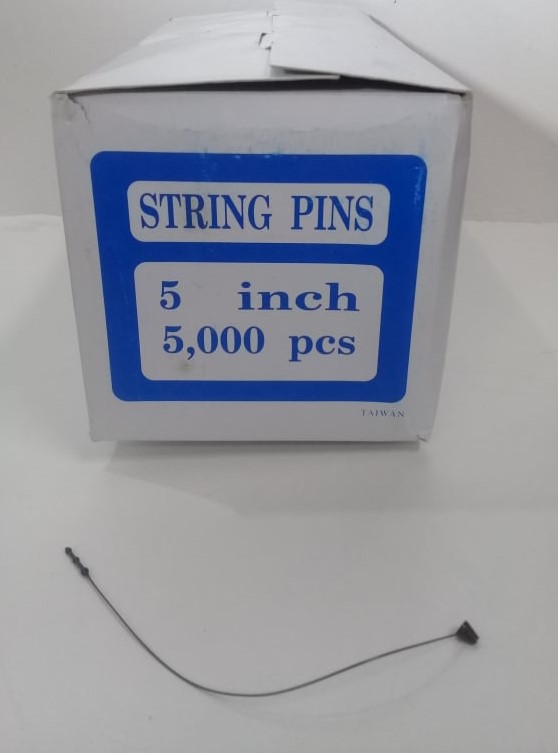 STRING PINS
5 inch
5,000 pcs
TAIWAN